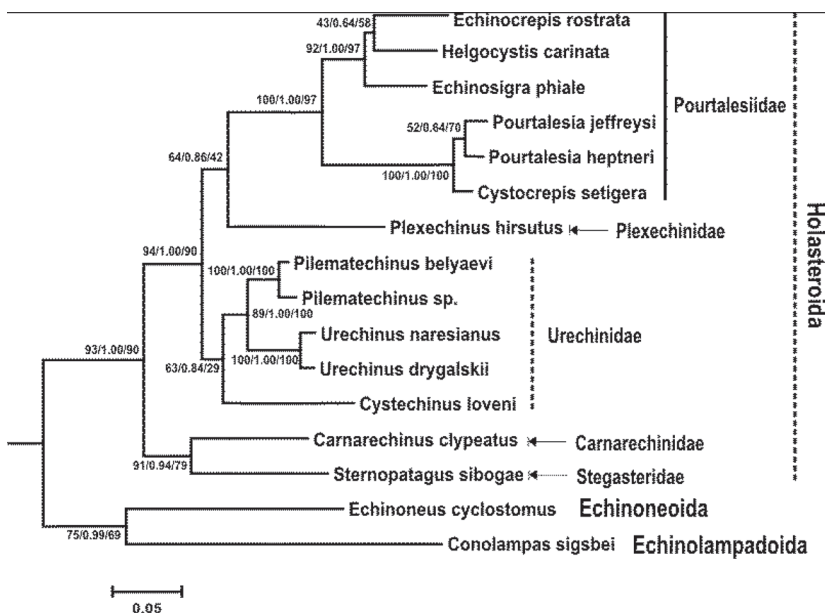 43/0.64/58
Echinocrepis rostrata
92/1.00/97
Helgocystis carinata
Echinosigra phiale
100/1.00/97
Pourtalesiidae
52/0.64/70
Pourtalesia jeffreysi
64/0.86/42
Pourtalesia heptneri
100/1.00/100
Cystocrepis setigera
Holasteroida
Plexechinus hirsutus
Plexechinidae
94/1.00/90
100/1.00/100
Pilematechinus belyaevi
Pilematechinus sp.
89/1.00/100
Urechinus naresianus
Urechinidae
93/1.00/90
100/1.00/100
63/0.84/29
Urechinus drygalskii
Cystechinus loveni
Carnarechinus clypeatus
Carnarechinidae
91/0.94/79
Sternopatagus sibogae
Stegasteridae
Echinoneus cyclostomus
Echinoneoida
75/0.99/69
Conolampas sigsbei
Echinolampadoida
0.05